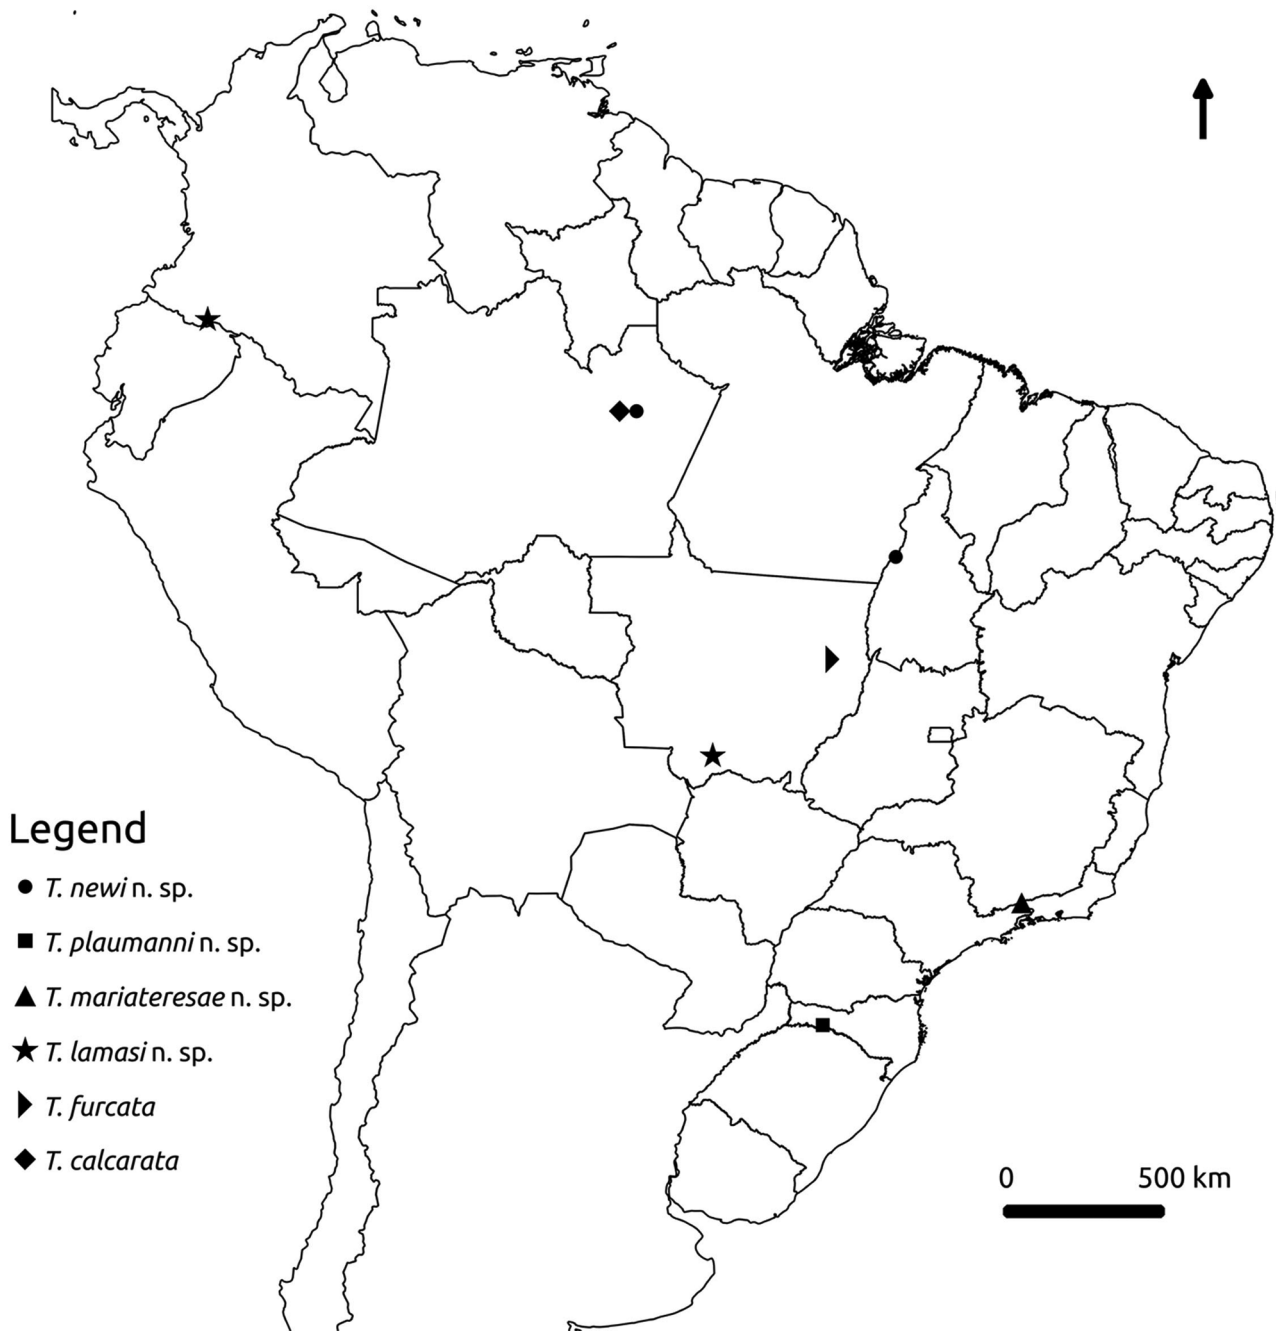 Legend
T. newi n. sp.
T. plaumanni n. sp.
T. mariateresae n. sp.
T. lamasi n. sp.
T. furcata
T. calcarata
0 500 km